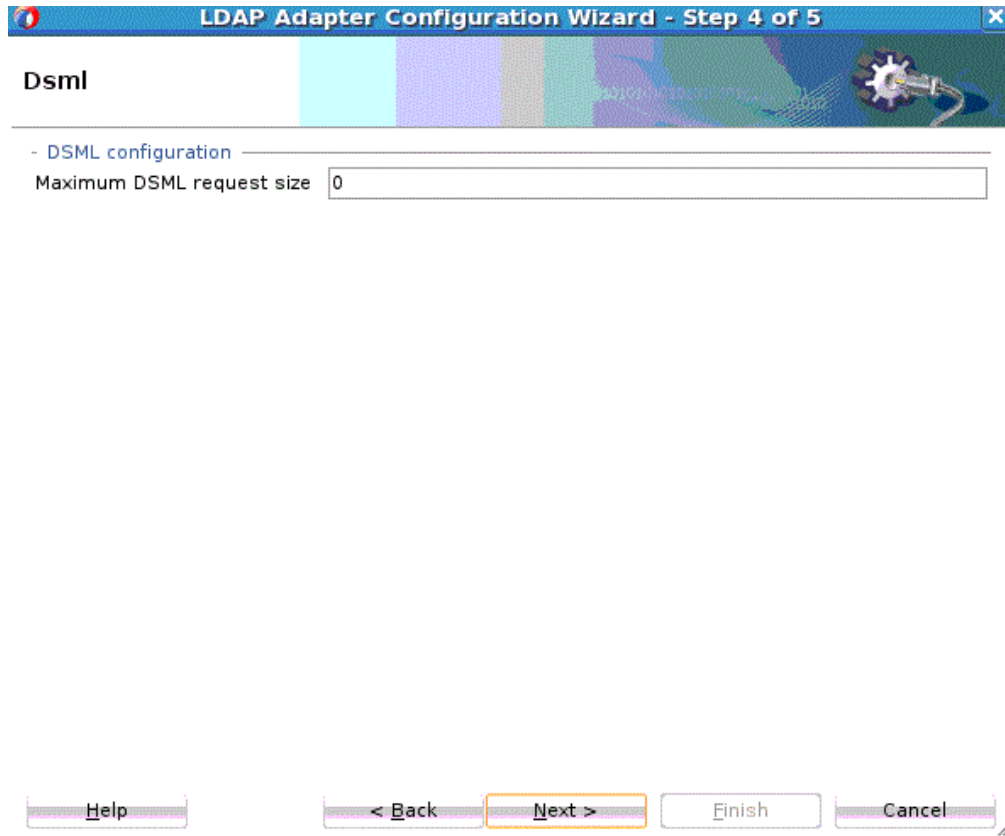 LDAP Adapter Configuration Wizard - Step 4 of 5
Dsml
- DSML configuration
Maximum DSML request size 0
Help < Back Next > Finish Cancel